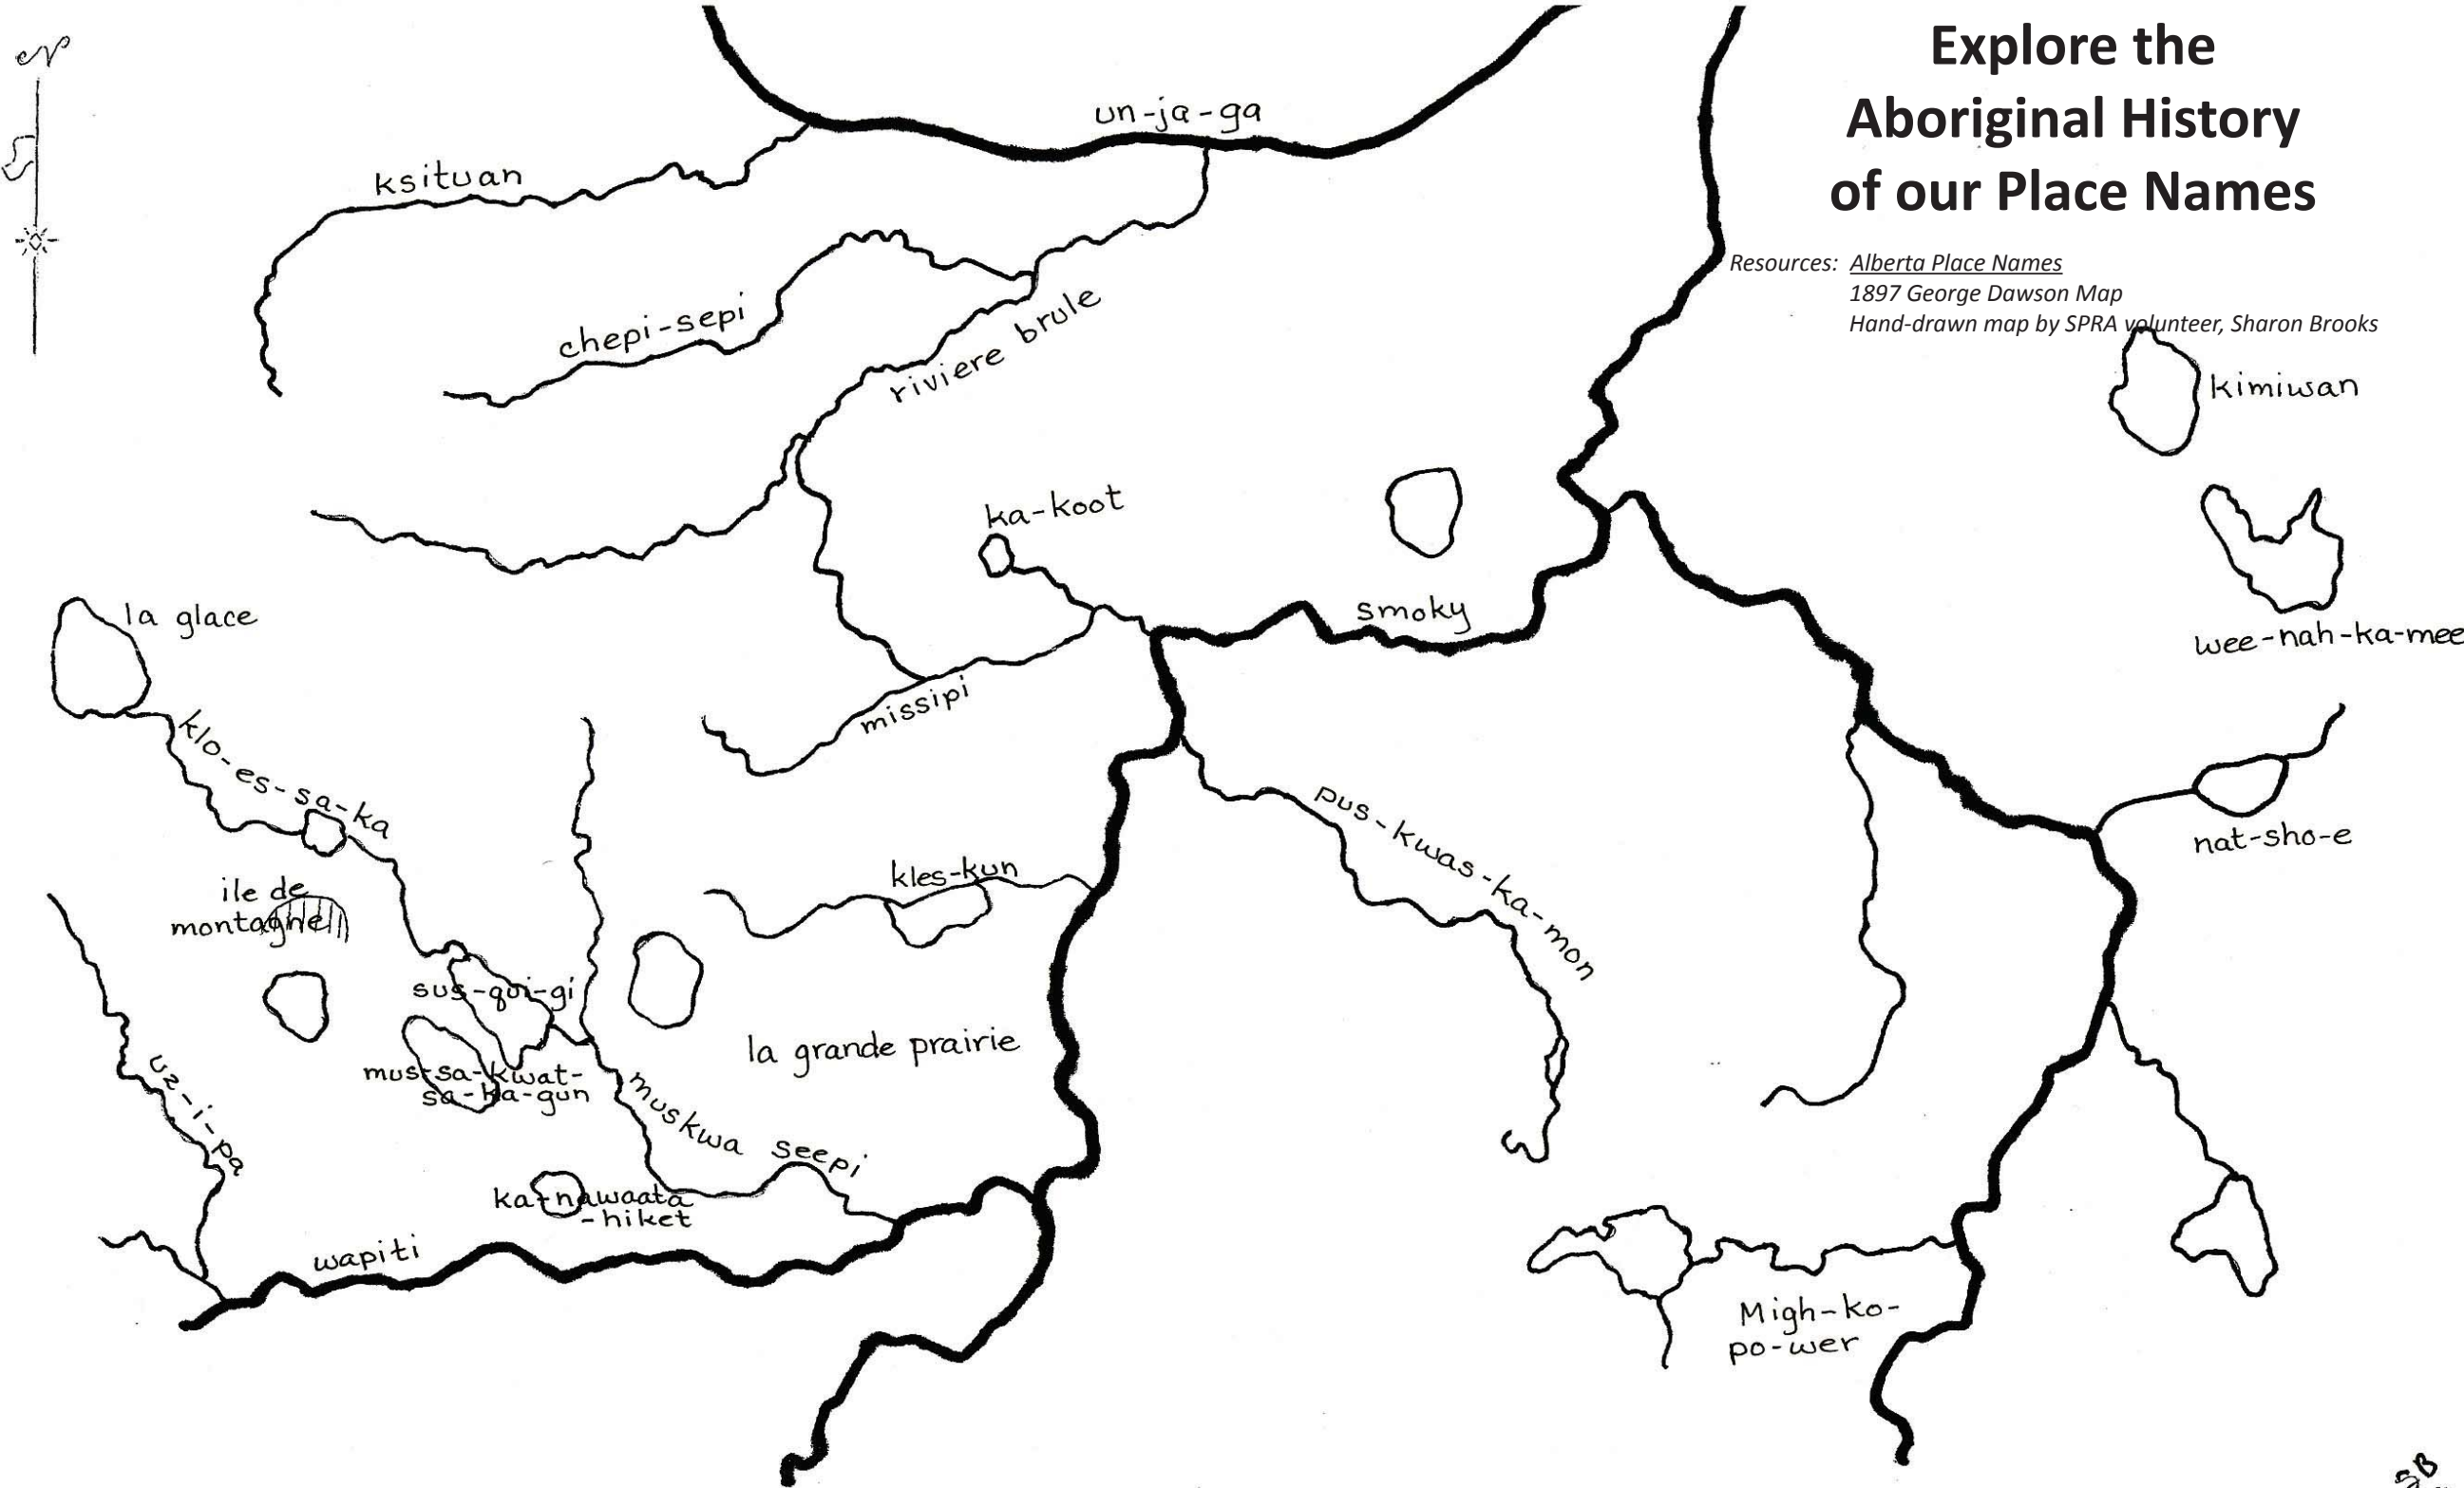 Explore the
Aboriginal History
of our Place Names
Resources: Alberta Place Names
1897 George Dawson Map
Hand-drawn map by SPRA volunteer, Sharon Brooks
N
un-ja-ga
ksituan
chepi-sepi
riviere brule
kimiwan
ka-koot
smoky
wee-nah-ka-mee
la glace
missipi
klo-es-sa-ka
pus-kwas-ka-mon
nat-sho-e
kles-kun
ile de
montagne
sus-qui-gi
la grande prairie
mus-sa-kwat-
sa-ka-gun
uz-i-pa
muskwa seepi
ka-nawaata
-hiket
wapiti
Migh-ko-
po-wer
SB